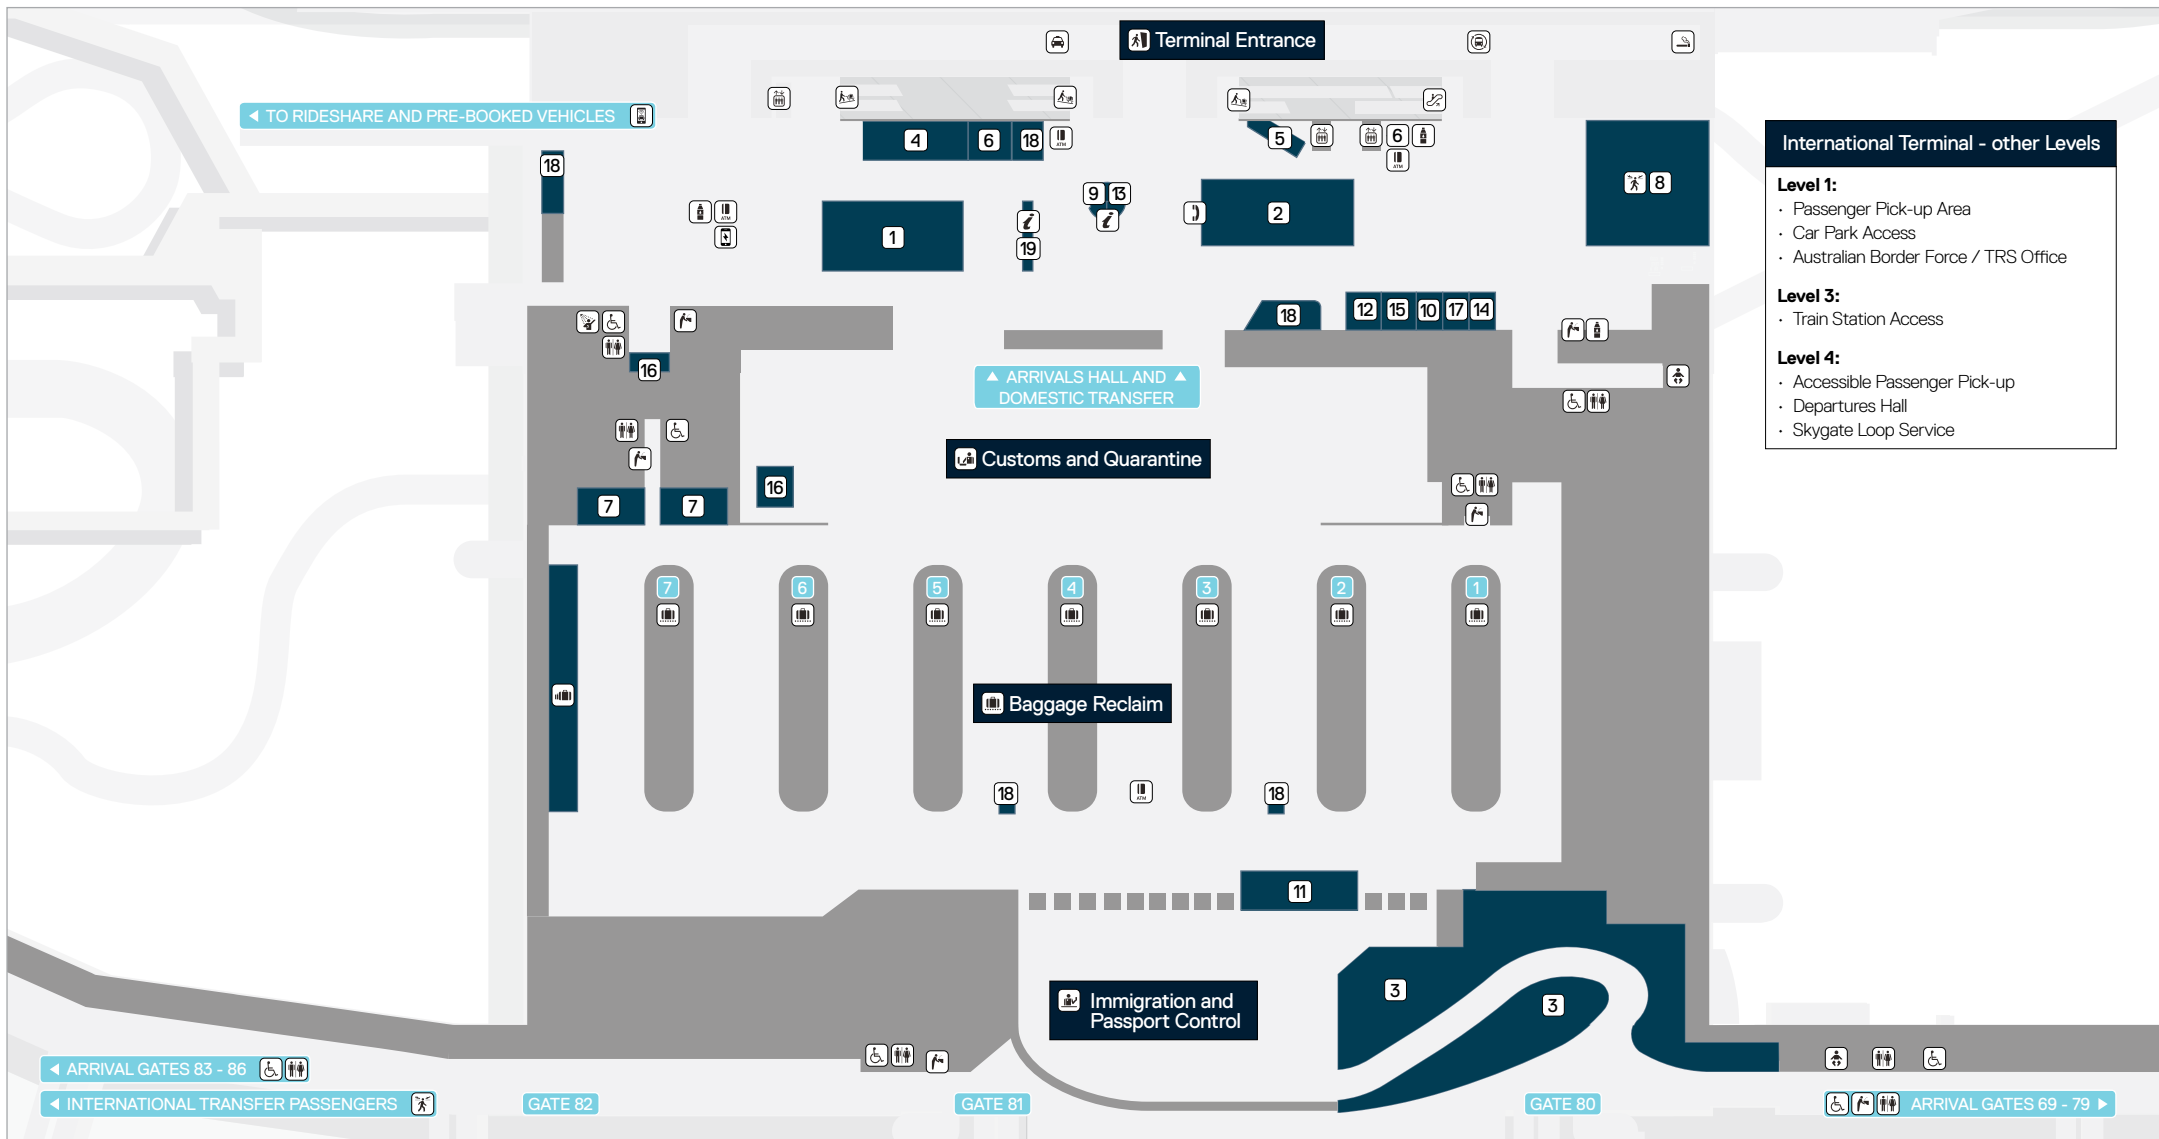 Terminal Entrance
TO RIDESHARE AND PRE-BOOKED VEHICLES
4
6
18
ATM
5
6
ATM
18
8
9
13
2
ATM
1
19
International Terminal - other Levels
Level 1:
· Passenger Pick-up Area
· Car Park Access
· Australian Border Force / TRS Office
Level 3:
· Train Station Access
Level 4:
· Accessible Passenger Pick-up
· Departures Hall
· Skygate Loop Service
18
12
15
10
17
14
16
ARRIVALS HALL AND
DOMESTIC TRANSFER
Customs and Quarantine
16
7
7
7
6
5
4
3
2
1
Baggage Reclaim
18
ATM
18
11
3
3
Immigration and
Passport Control
ARRIVAL GATES 83 - 86
INTERNATIONAL TRANSFER PASSENGERS
GATE 82
GATE 81
GATE 80
ARRIVAL GATES 69 - 79